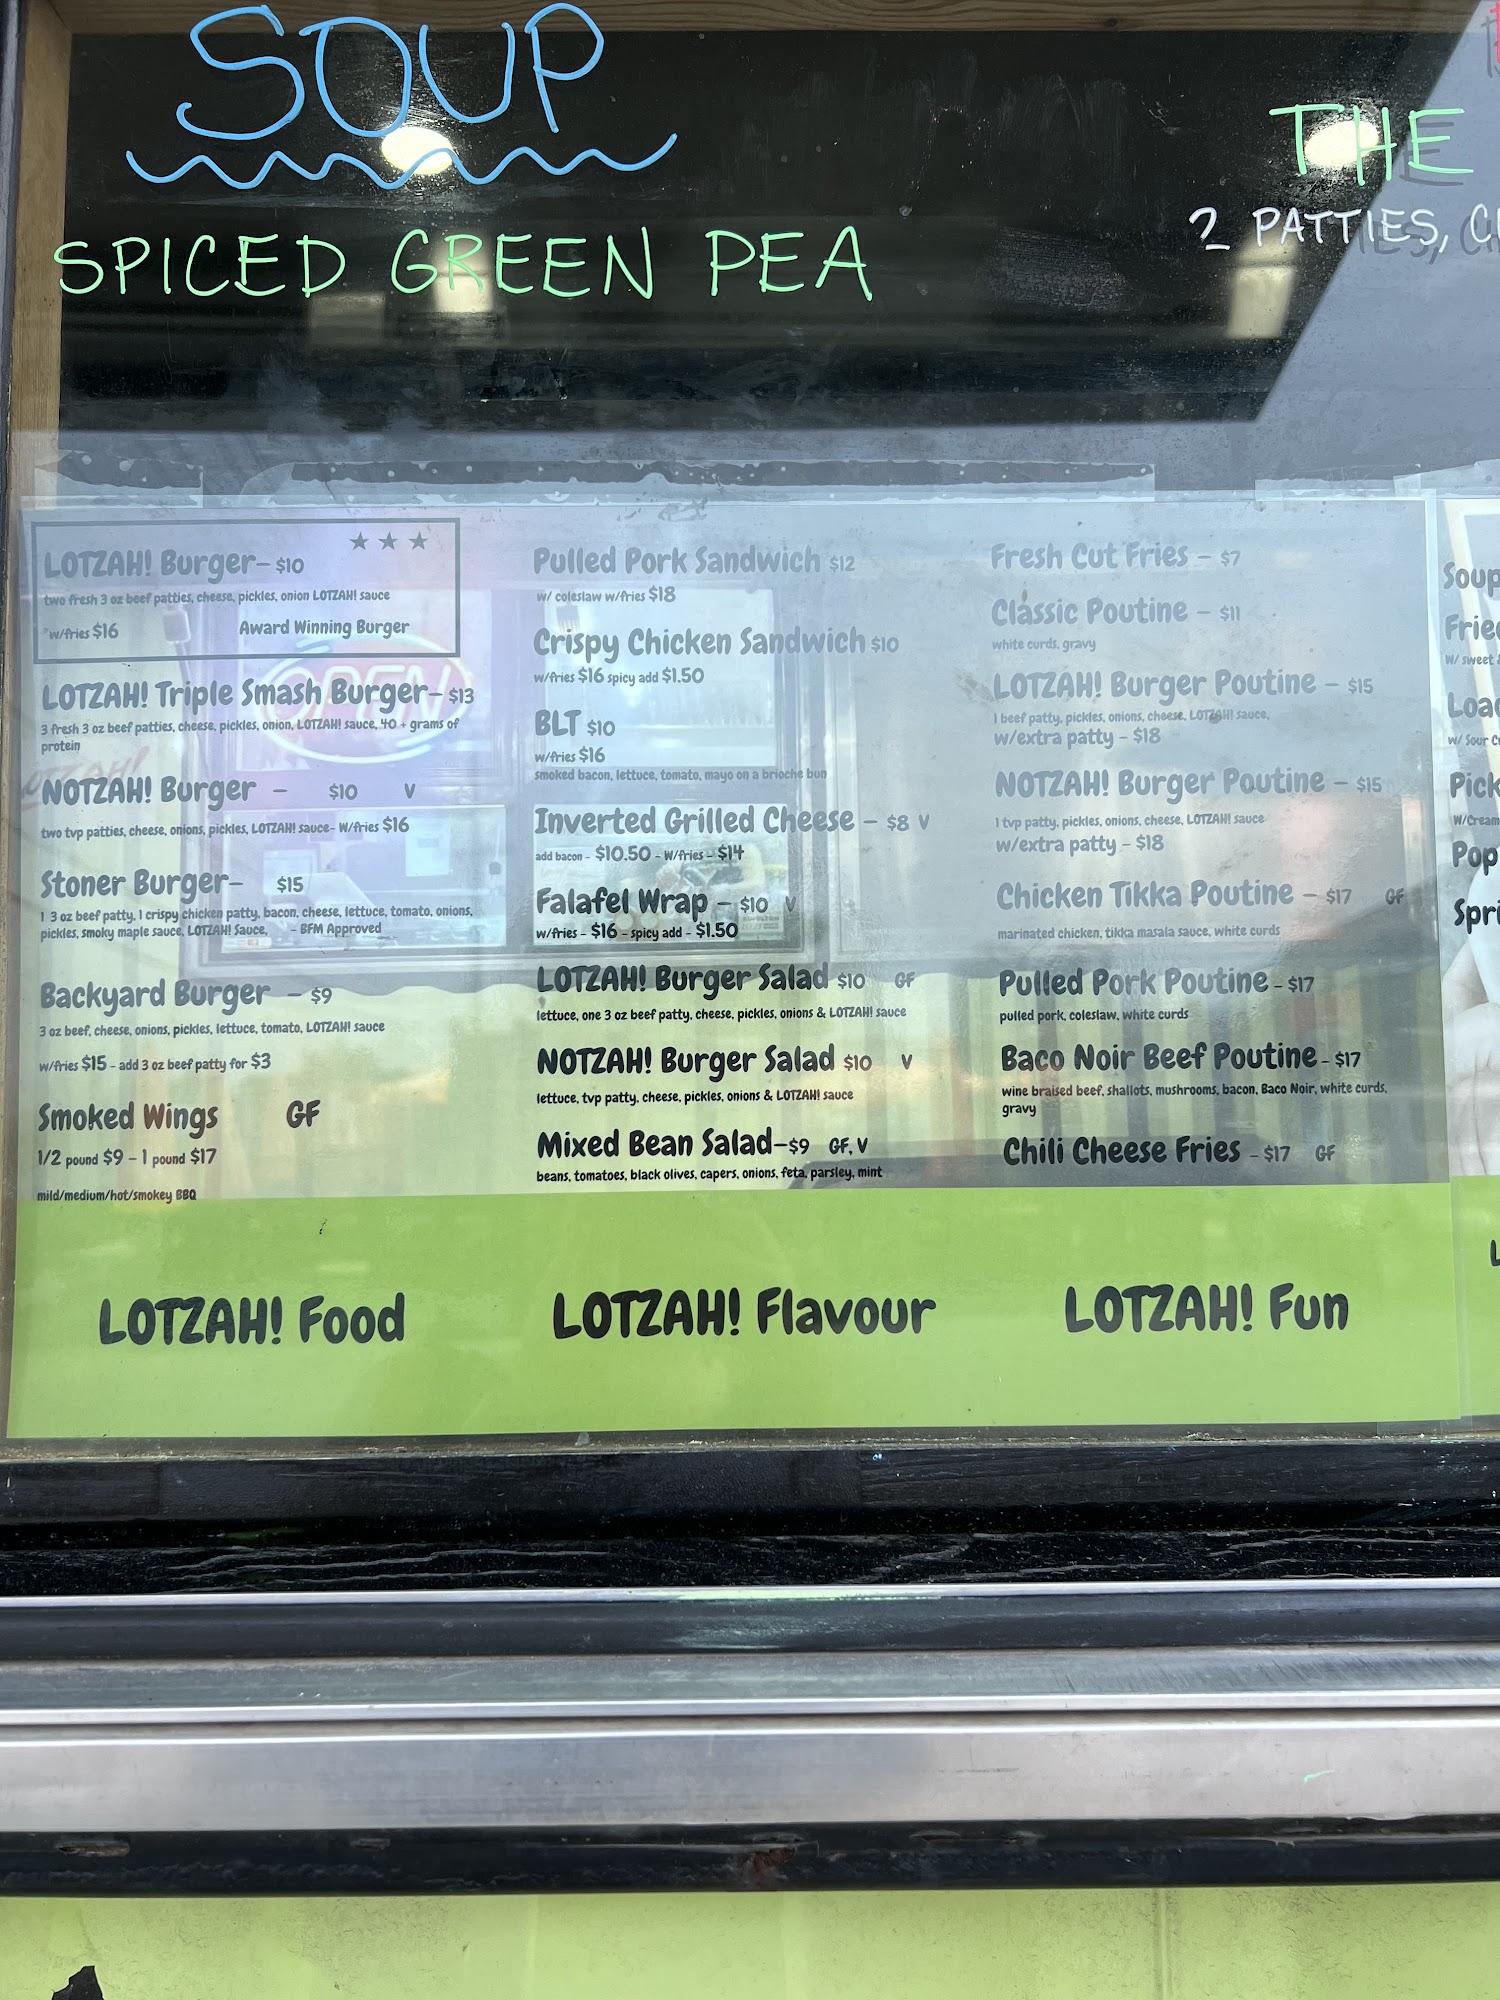 SOUP
SPICED GREEN PEA
THE
2 PATTIES,
★ ★ ★
LOTZAH! Burger- $10
two fresh 3 oz beef patties, cheese, pickles, onion LOTZAH! sauce
*w/fries $16 Award Winning Burger
LOTZAH! Triple Smash Burger- $13
3 fresh 3 oz beef patties, cheese, pickles, onion, LOTZAH! sauce, 40 + grams of
protein
NOTZAH! Burger - $10 V
two tvp patties, cheese, onions, pickles, LOTZAH! sauce- W/fries $16
Stoner Burger- $15
1 3 oz beef patty, 1 crispy chicken patty, bacon, cheese, lettuce, tomato, onions,
pickles, smoky maple sauce, LOTZAH! Sauce, - BFM Approved
Backyard Burger - $9
3 oz beef, cheese, onions, pickles, lettuce, tomato, LOTZAH! sauce
w/fries $15 - add 3 oz beef patty for $3
Smoked Wings GF
1/2 pound $9 - 1 pound $17
mild/medium/hot/smokey BBQ
Pulled Pork Sandwich $12
w/ coleslaw w/fries $18
Crispy Chicken Sandwich $10
w/fries $16 spicy add $1.50
BLT $10
w/fries $16
smoked bacon, lettuce, tomato, mayo on a brioche bun
Inverted Grilled Cheese - $8 V
add bacon - $10.50 - W/fries - $14
Falafel Wrap - $10 V
w/fries - $16 - spicy add - $1.50
LOTZAH! Burger Salad $10 GF
lettuce, one 3 oz beef patty, cheese, pickles, onions & LOTZAH! sauce
NOTZAH! Burger Salad $10 V
lettuce, tvp patty, cheese, pickles, onions & LOTZAH! sauce
Mixed Bean Salad-$9 GF, V
beans, tomatoes, black olives, capers, onions, feta, parsley, mint
Fresh Cut Fries - $7
Classic Poutine - $11
white curds, gravy
LOTZAH! Burger Poutine - $15
1 beef patty, pickles, onions, cheese, LOTZAH! sauce,
w/extra patty - $18
NOTZAH! Burger Poutine - $15
1 tvp patty, pickles, onions, cheese, LOTZAH! sauce
w/extra patty - $18
Chicken Tikka Poutine - $17 GF
marinated chicken, tikka masala sauce, white curds
Pulled Pork Poutine - $17
pulled pork, coleslaw, white curds
Baco Noir Beef Poutine - $17
wine braised beef, shallots, mushrooms, bacon, Baco Noir, white curds,
gravy
Chili Cheese Fries - $17 GF
Soup
W/ sweet
w/ Sour
LOTZAH! Food
LOTZAH! Flavour
LOTZAH! Fun
OPEN